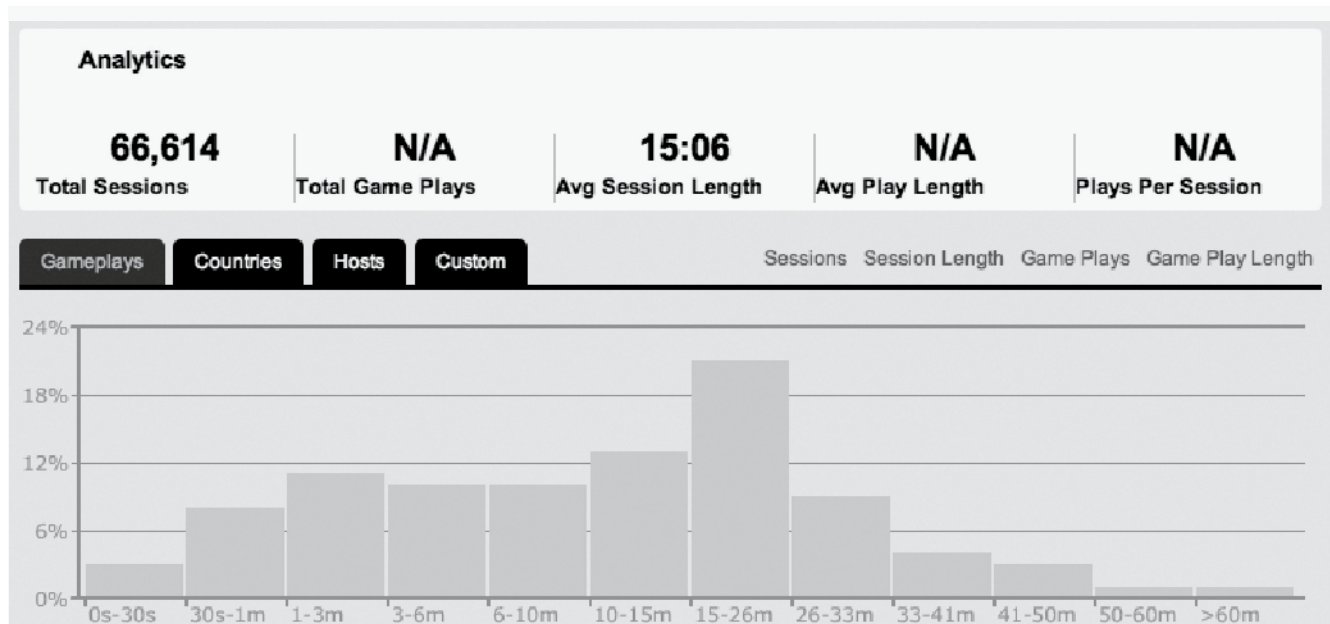 Analytics
66,614 N/A 15:06 N/A N/A
Total Sessions Total Game Plays Avg Session Length Avg Play Length Plays Per Session
Gameplays Countries Hosts Custom Sessions Session Length Game Plays Game Play Length
24%
18%
12%
6%
0%
0s-30s 30s-1m 1-3m 3-6m 6-10m 10-15m 15-26m 26-33m 33-41m 41-50m 50-60m >60m